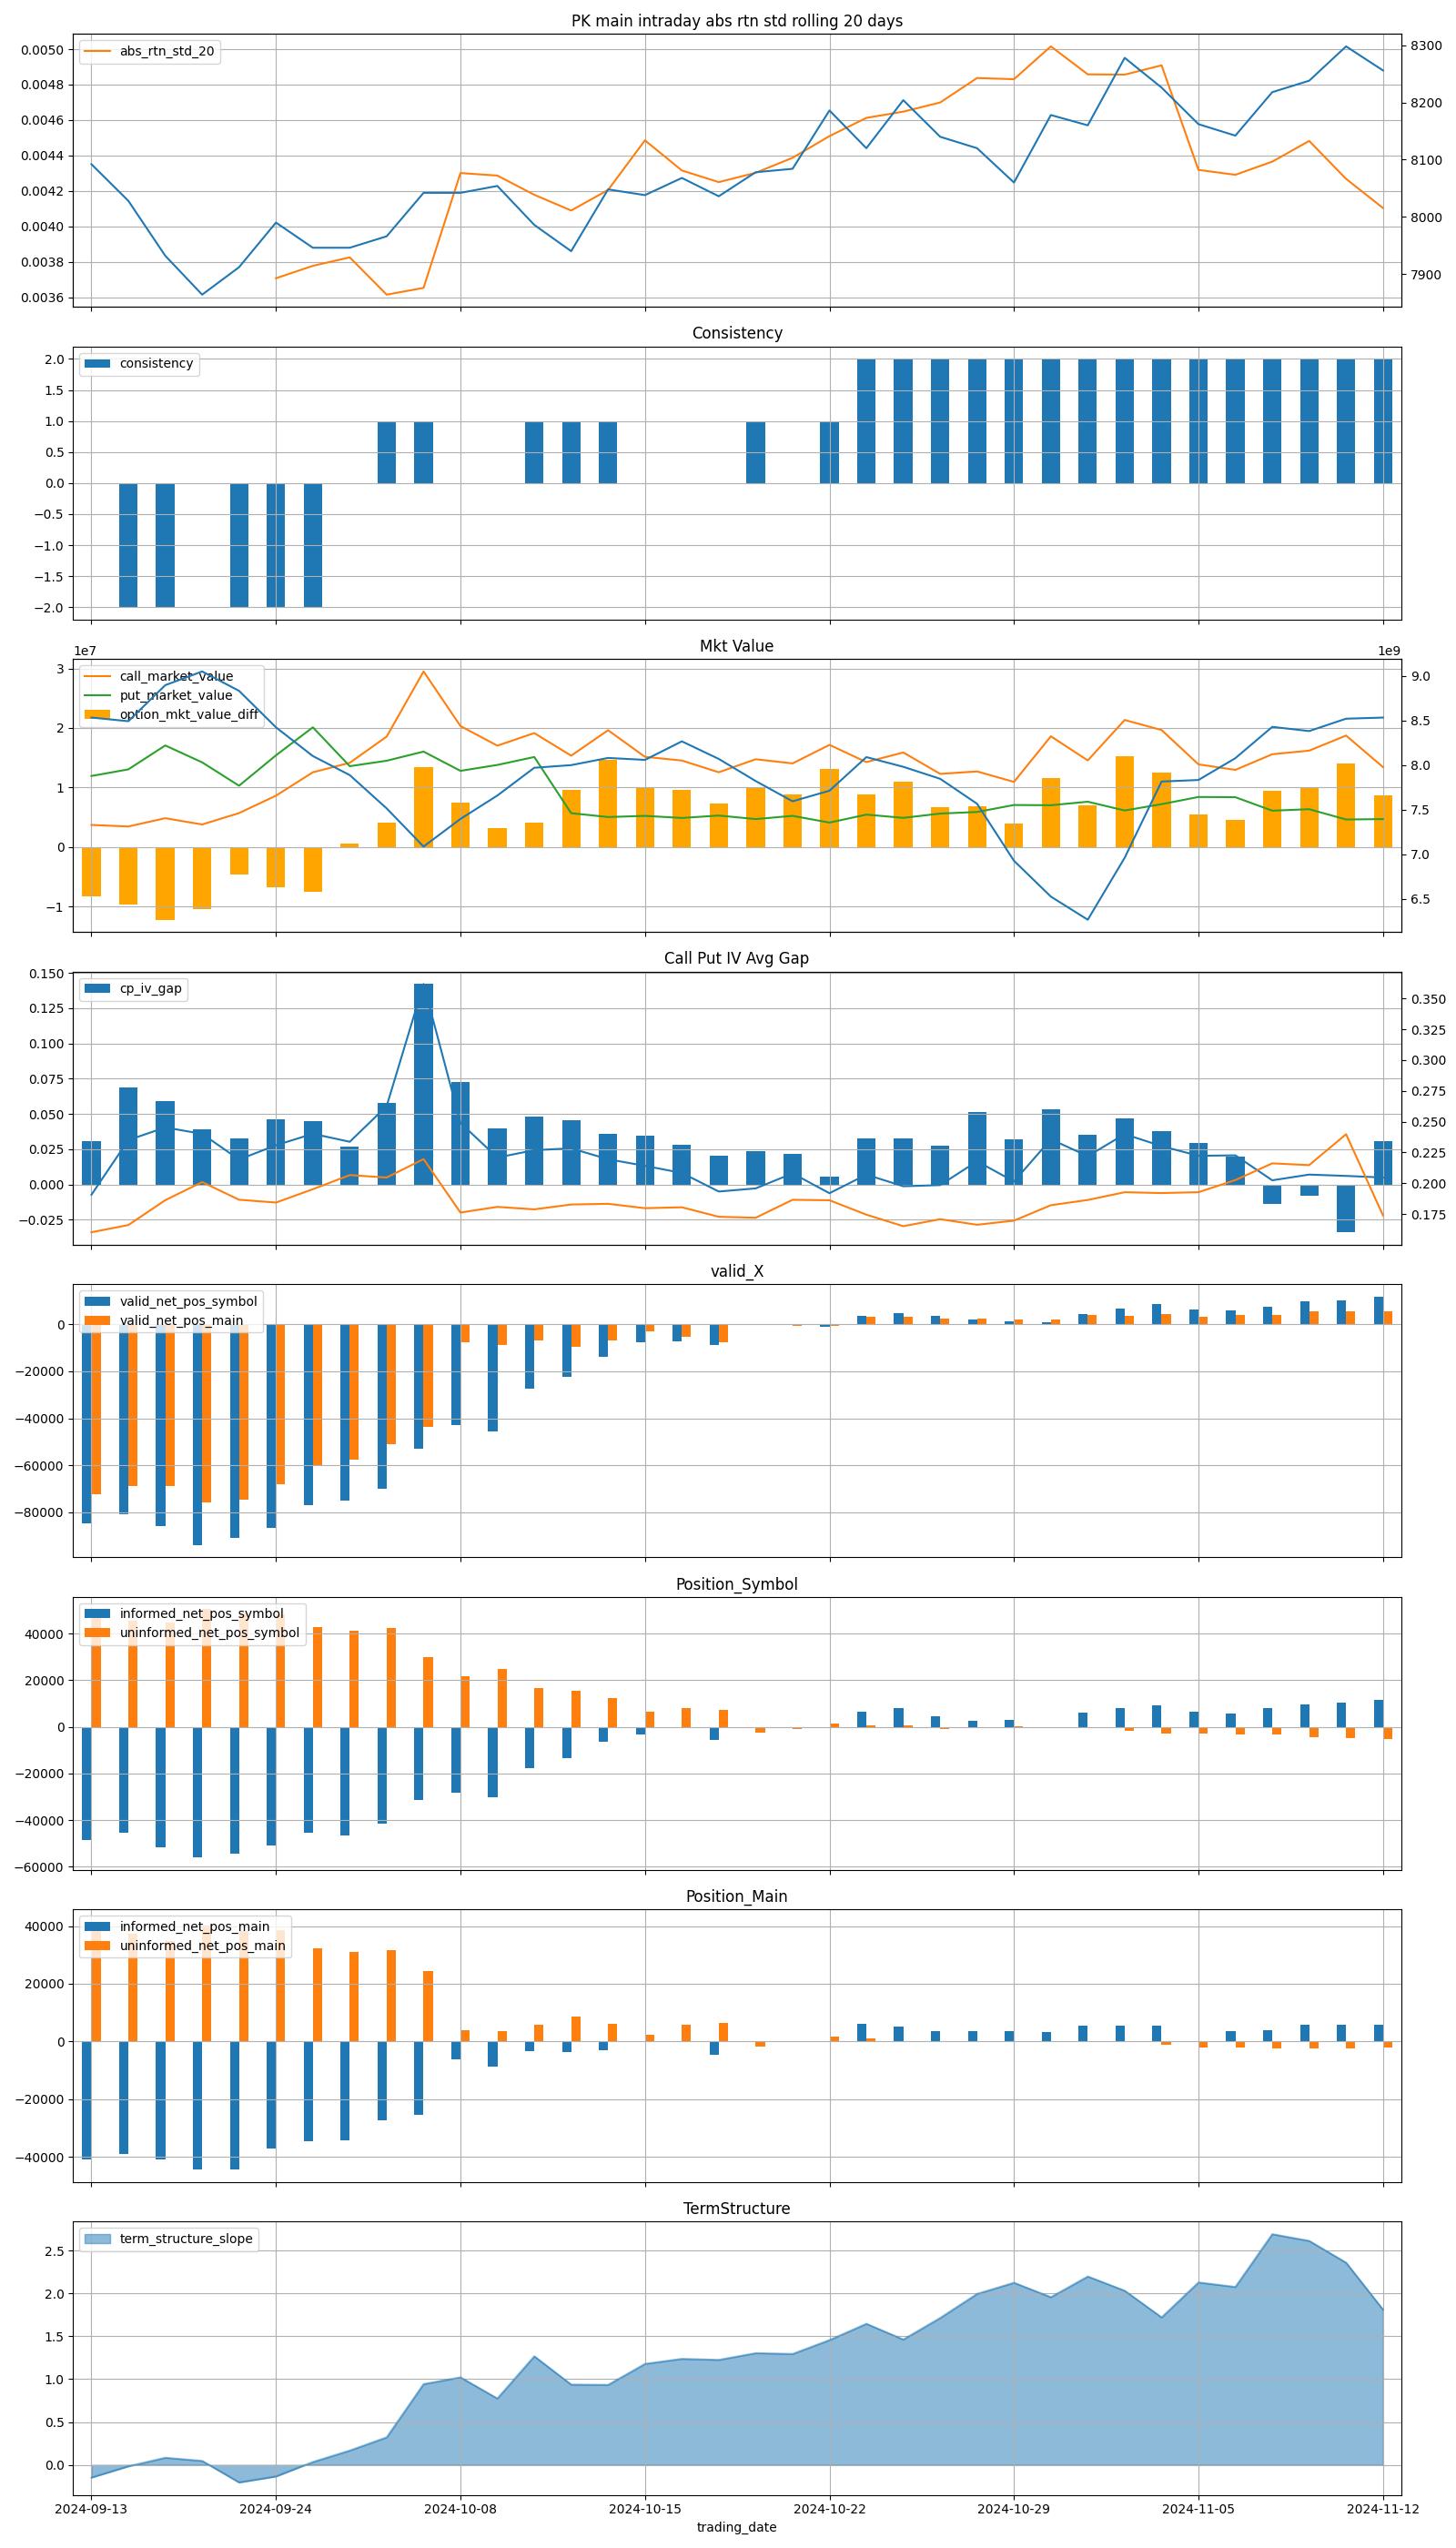 PK main intraday abs rtn std rolling 20 days
abs_rtn_std_20
0.0050
0.0048
0.0046
0.0044
0.0042
0.0040
0.0038
0.0036
8300
8200
8100
8000
7900
Consistency
consistency
2.0
1.5
1.0
0.5
0.0
−0.5
−1.0
−1.5
−2.0
Mkt Value
1e7
1e9
call_market_value
put_market_value
option_mkt_value_diff
3
2
1
0
−1
9.0
8.5
8.0
7.5
7.0
6.5
Call Put IV Avg Gap
cp_iv_gap
0.150
0.125
0.100
0.075
0.050
0.025
0.000
−0.025
0.350
0.325
0.300
0.275
0.250
0.225
0.200
0.175
valid_X
valid_net_pos_symbol
valid_net_pos_main
0
−20000
−40000
−60000
−80000
Position_Symbol
informed_net_pos_symbol
uninformed_net_pos_symbol
40000
20000
0
−20000
−40000
−60000
Position_Main
informed_net_pos_main
uninformed_net_pos_main
40000
20000
0
−20000
−40000
TermStructure
term_structure_slope
2.5
2.0
1.5
1.0
0.5
0.0
2024-09-13 2024-09-24 2024-10-08 2024-10-15 2024-10-22 2024-10-29 2024-11-05 2024-11-12
trading_date